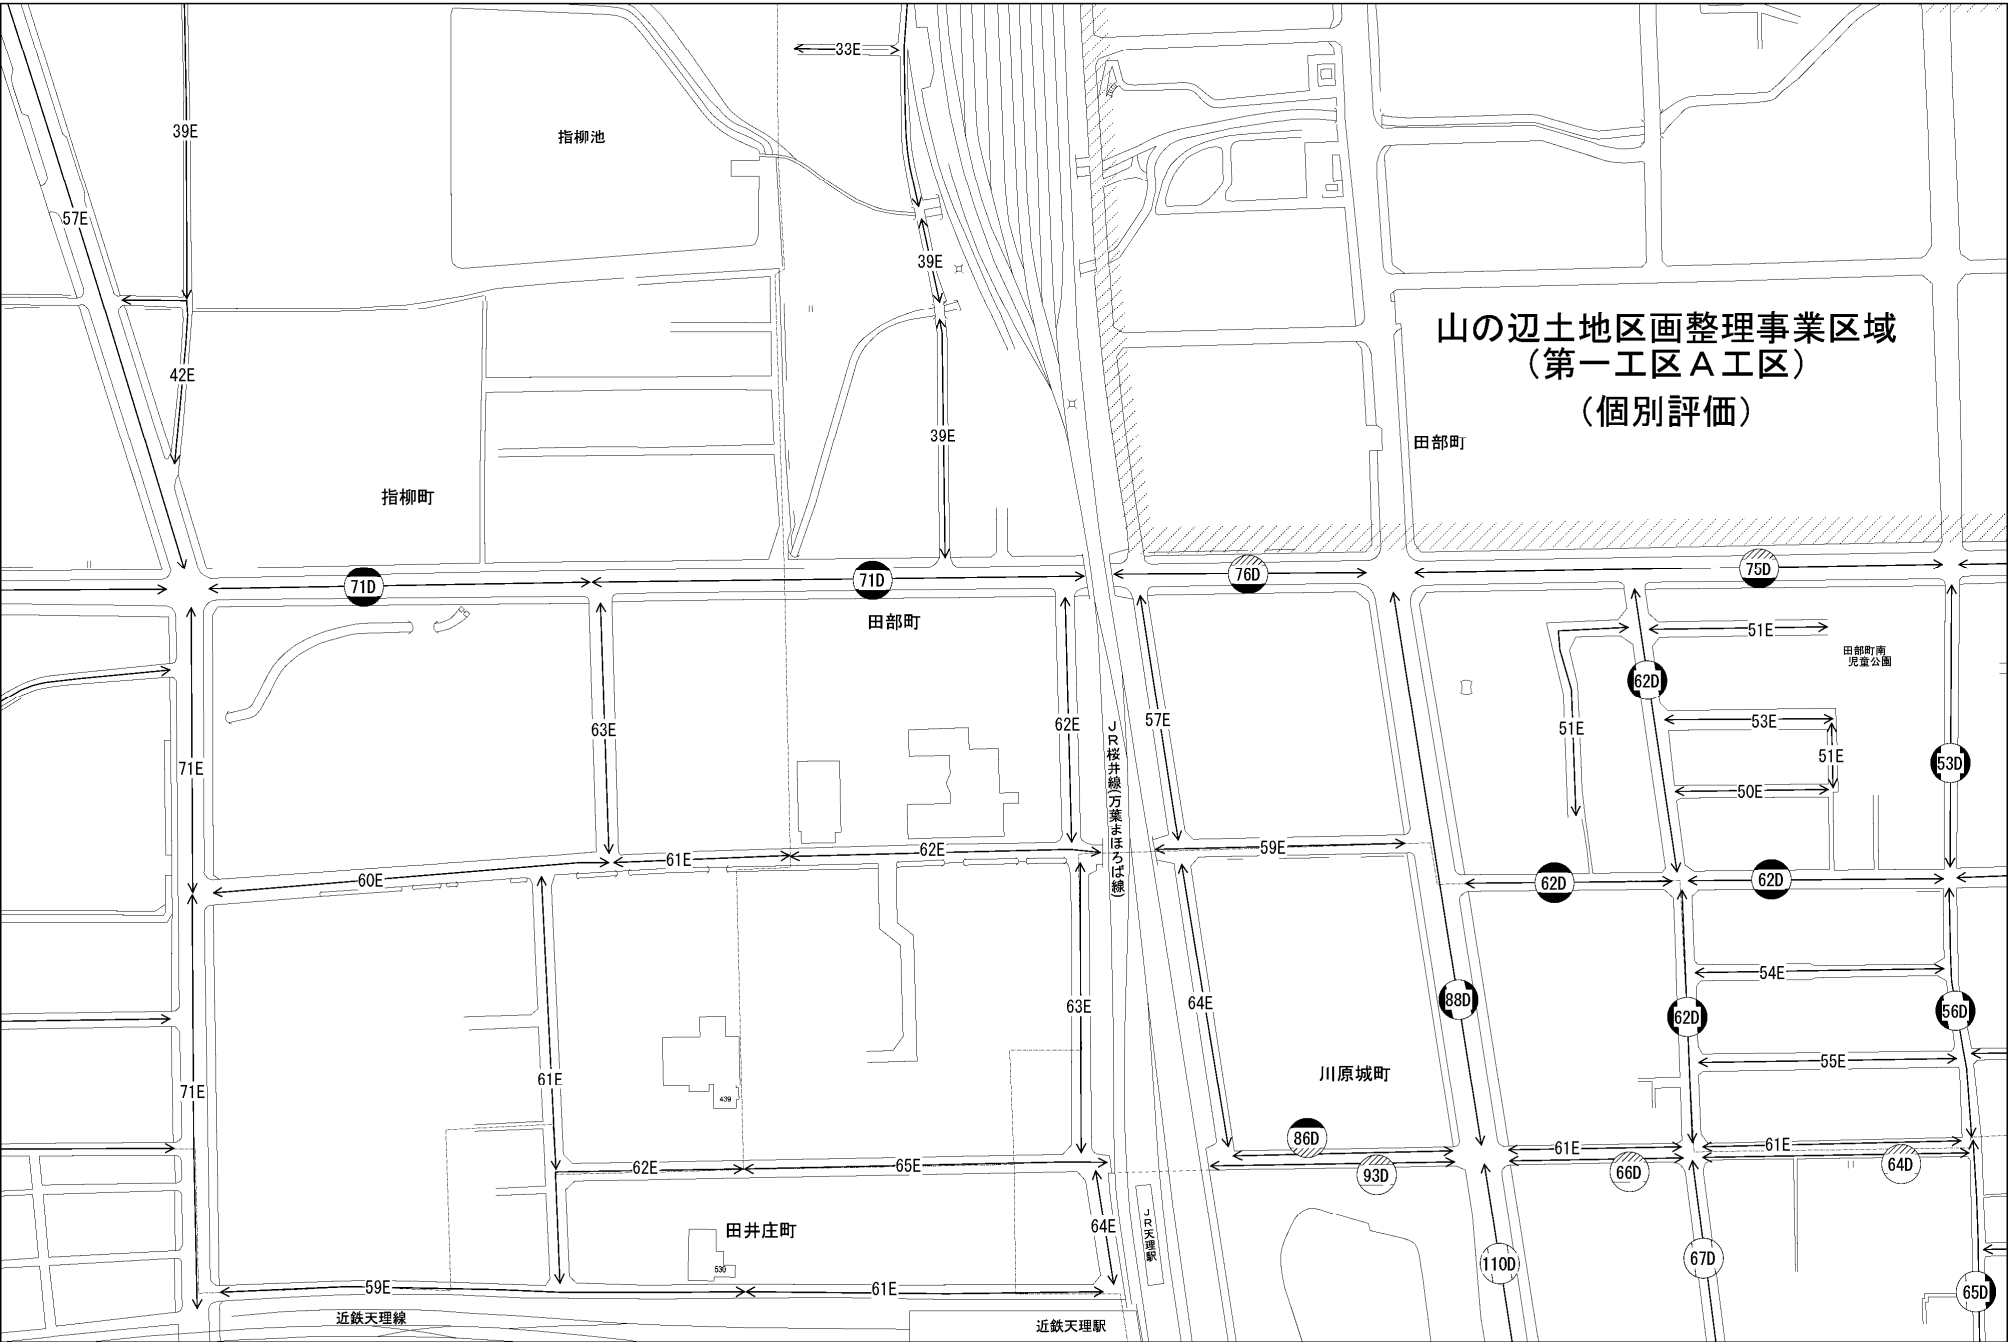 33E
39E
指柳池
57E
39E
山の辺土地区画整理事業区域
（第一工区Ａ工区）
（個別評価）
42E
39E
田部町
指柳町
71D
71D
76D
75D
田部町
51E
田部町南
児童公園
62D
63E
62E
57E
51E
53E
51E
53D
71E
JR桜井線(万葉まほろば線)
50E
61E
62E
59E
60E
62D
62D
54E
63E
64E
88D
62D
56D
55E
川原城町
61E
71E
439
86D
61E
61E
62E
65E
93D
66D
64D
田井庄町
64E
JR天理駅
110D
67D
530
59E
61E
65D
近鉄天理線
近鉄天理駅